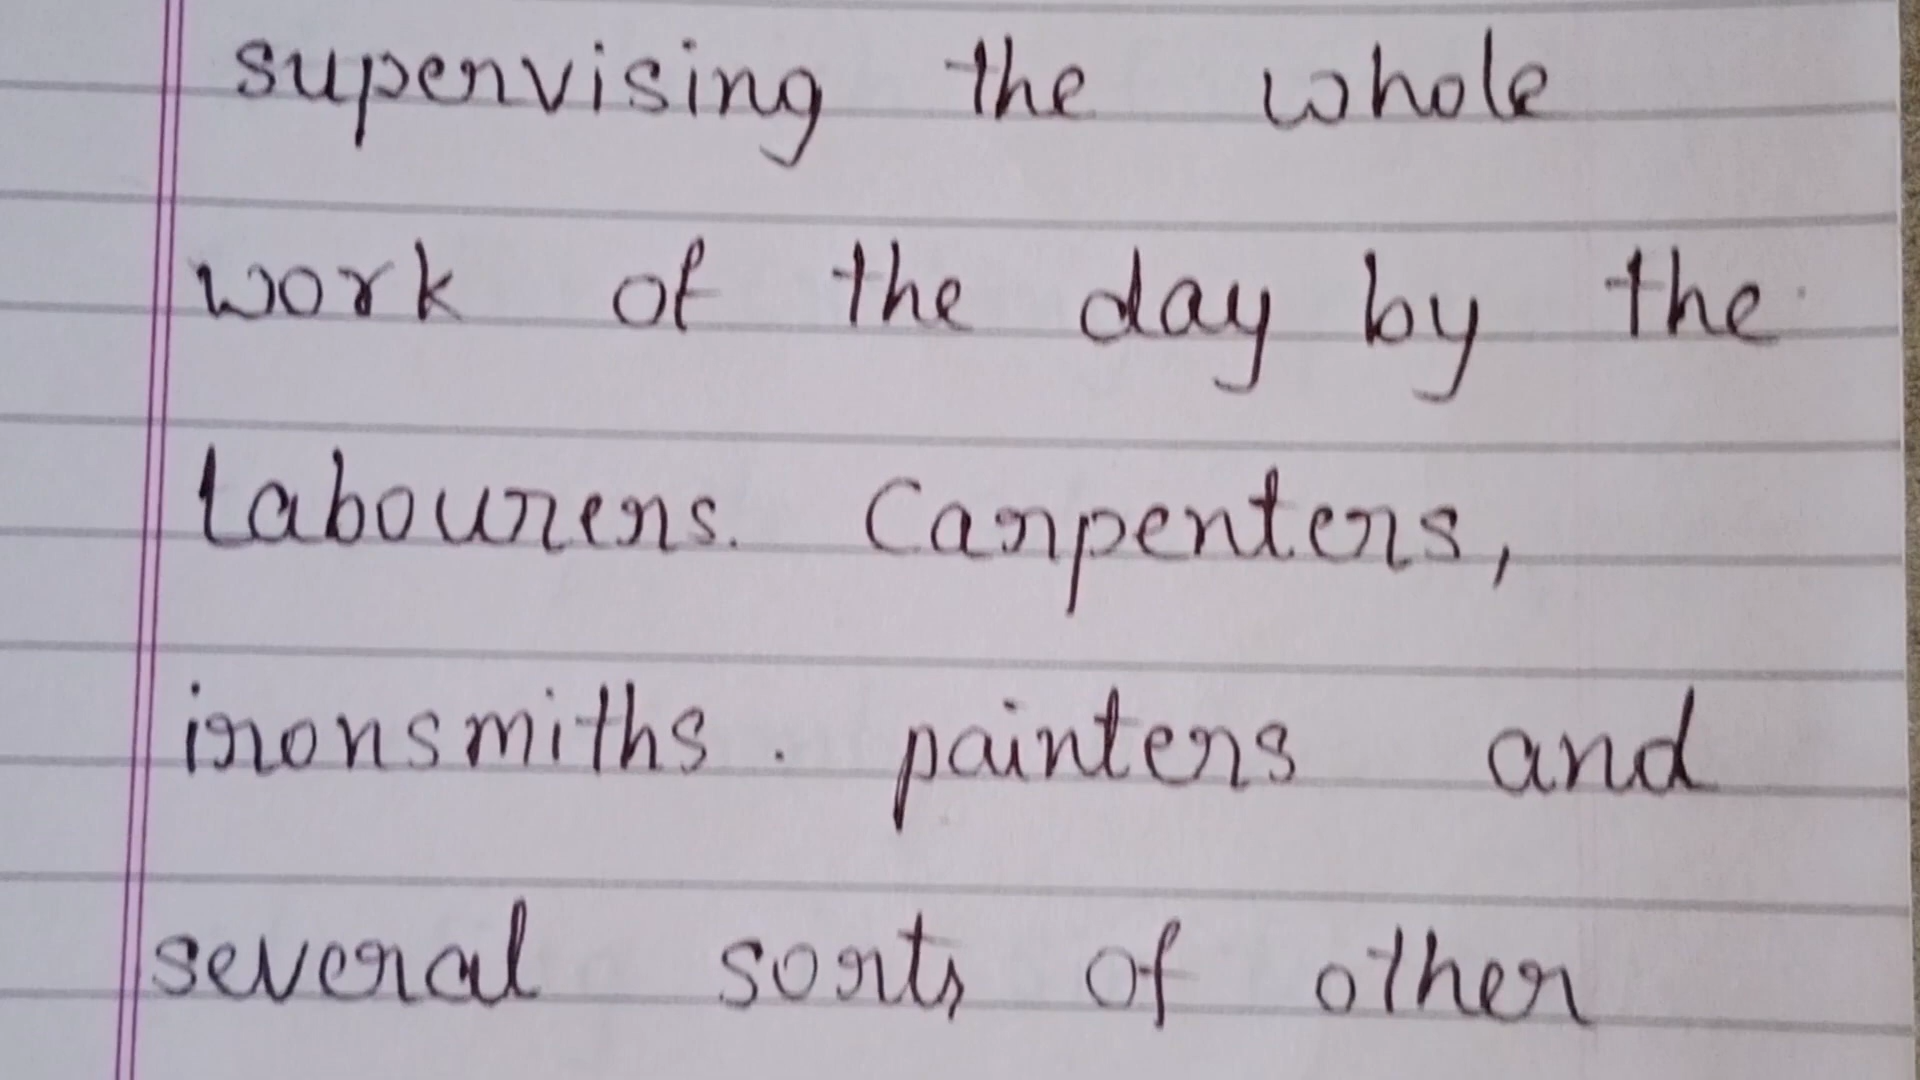 supervising the whole
work of the day by the
labourers. Carpenters,
ironsmiths. painters and
several sorts of other